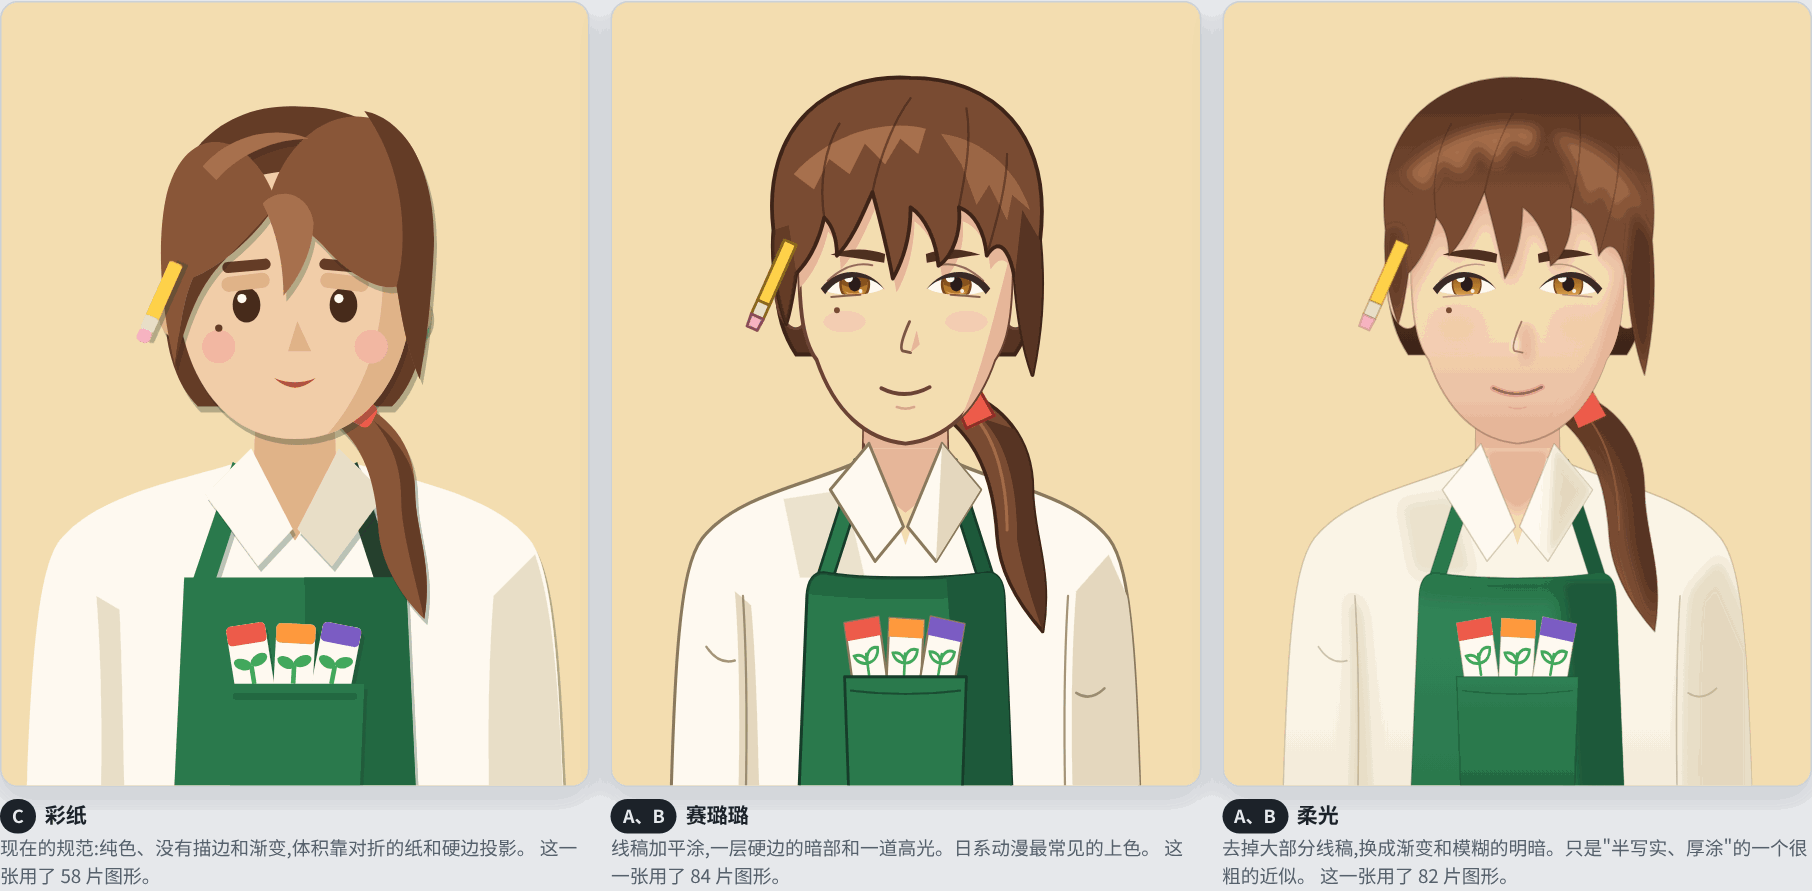 C 彩纸
现在的规范:纯色、没有描边和渐变,体积靠对折的纸和硬边投影。 这一
张用了 58 片图形。
A、B 赛璐璐
线稿加平涂,一层硬边的暗部和一道高光。日系动漫最常见的上色。 这
一张用了 84 片图形。
A、B 柔光
去掉大部分线稿,换成渐变和模糊的明暗。只是"半写实、厚涂"的一个很
粗的近似。 这一张用了 82 片图形。